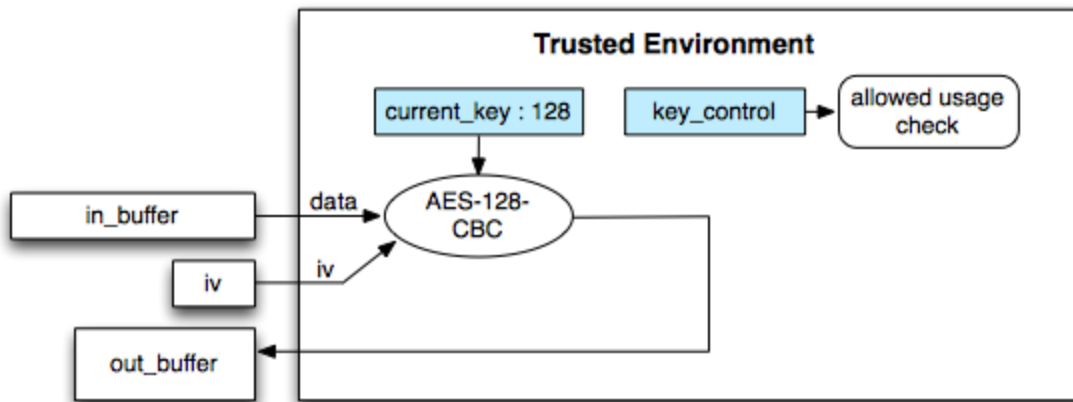 Trusted Environment
current_key : 128
key_control
allowed usage
check
in_buffer
data
AES-128-
CBC
iv
iv
out_buffer